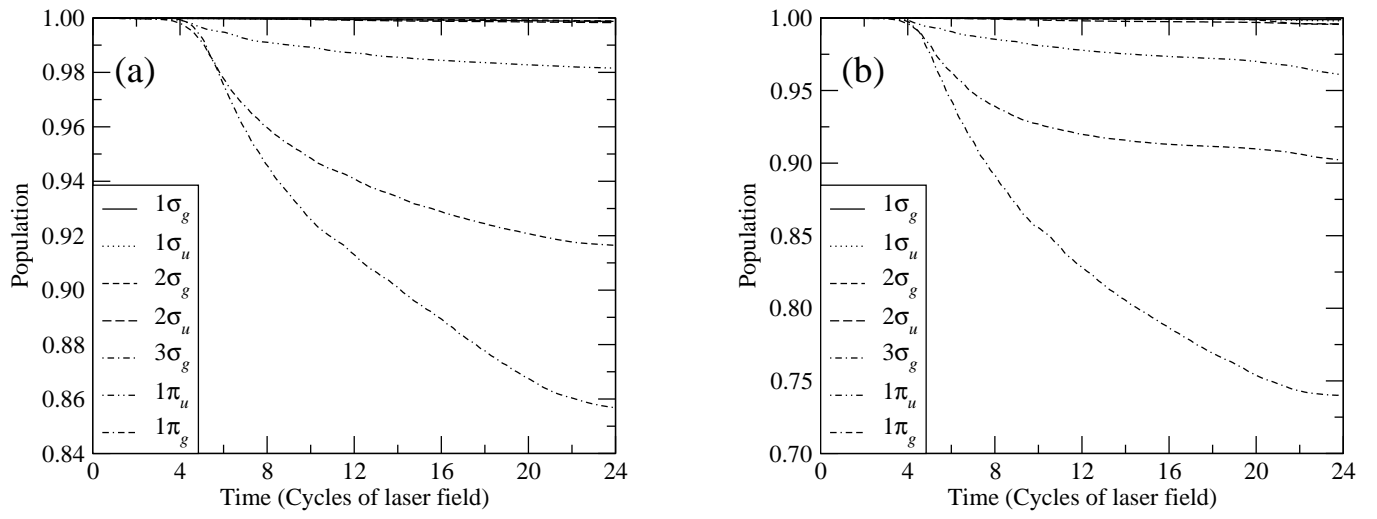 1.00
0.98
0.96
0.94
0.92
0.90
0.88
0.86
0.84
Population
(a)
1σg
1σu
2σg
2σu
3σg
1πu
1πg
0 4 8 12 16 20 24
Time (Cycles of laser field)
1.00
0.95
0.90
0.85
0.80
0.75
0.70
Population
(b)
1σg
1σu
2σg
2σu
3σg
1πu
1πg
0 4 8 12 16 20 24
Time (Cycles of laser field)